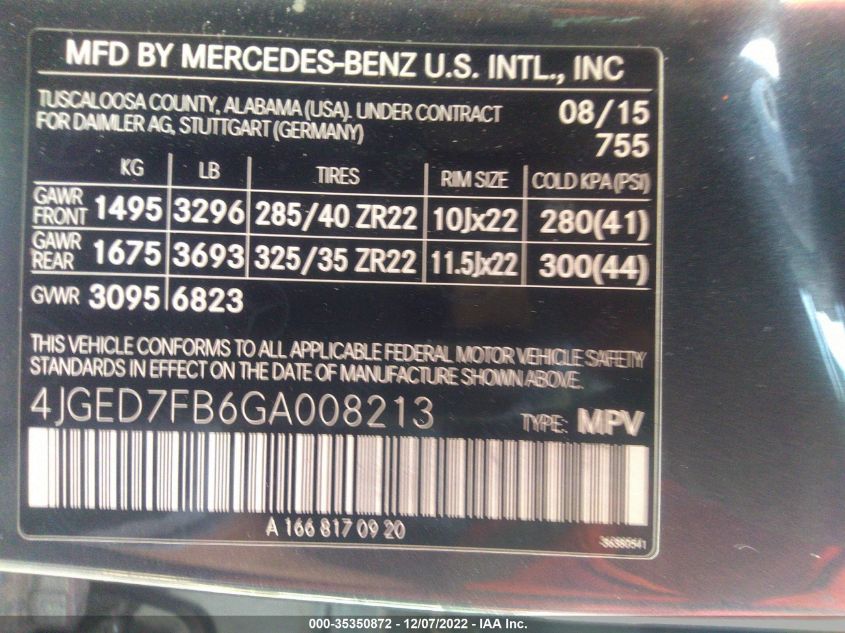 MFD BY MERCEDES-BENZ U.S. INTL., INC
TUSCALOOSA COUNTY, ALABAMA (USA). UNDER CONTRACT 08/15
FOR DAIMLER AG, STUTTGART (GERMANY) 755
KG LB TIRES RIM SIZE COLD KPA (PSI)
GAWR FRONT 1495 3296 285/40 ZR22 10Jx22 280(41)
GAWR REAR 1675 3693 325/35 ZR22 11.5Jx22 300(44)
GVWR 3095 6823
THIS VEHICLE CONFORMS TO ALL APPLICABLE FEDERAL MOTOR VEHICLE SAFETY
STANDARDS IN EFFECT ON THE DATE OF MANUFACTURE SHOWN ABOVE.
4JGED7FB6GA008213 TYPE: MPV
A 166 817 09 20
36380541
000-35350872 - 12/07/2022 - IAA Inc.